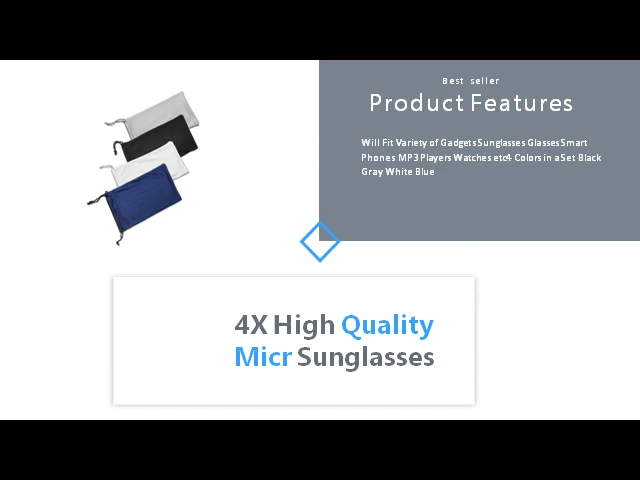 Best seller
Product Features
Will Fit Variety of Gadgets Sunglasses Glasses Smart
Phones MP3 Players Watches etc4 Colors in a Set Black
Gray White Blue
4X High Quality
Micr Sunglasses